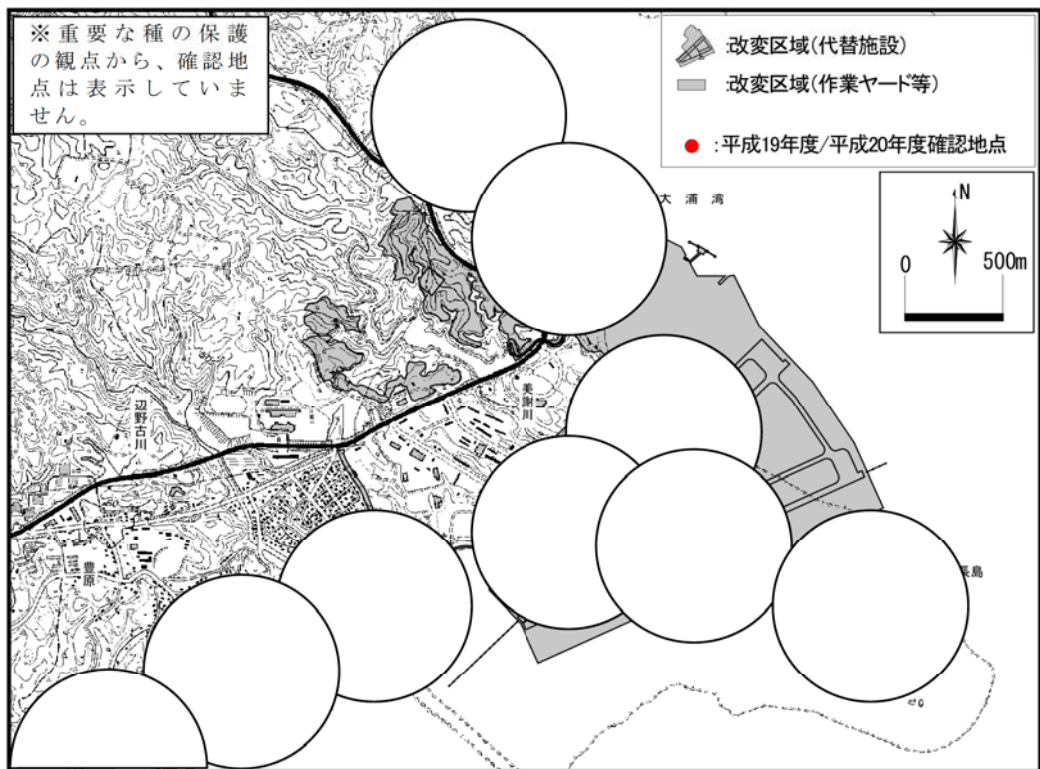 ※重要な種の保護
の観点から、確認地
点は表示していま
せん。
:改変区域(代替施設)
:改変区域(作業ヤード等)
:平成19年度/平成20年度確認地点
大浦湾
N
0 500m
辺野古川
美謝川
豊原
長島